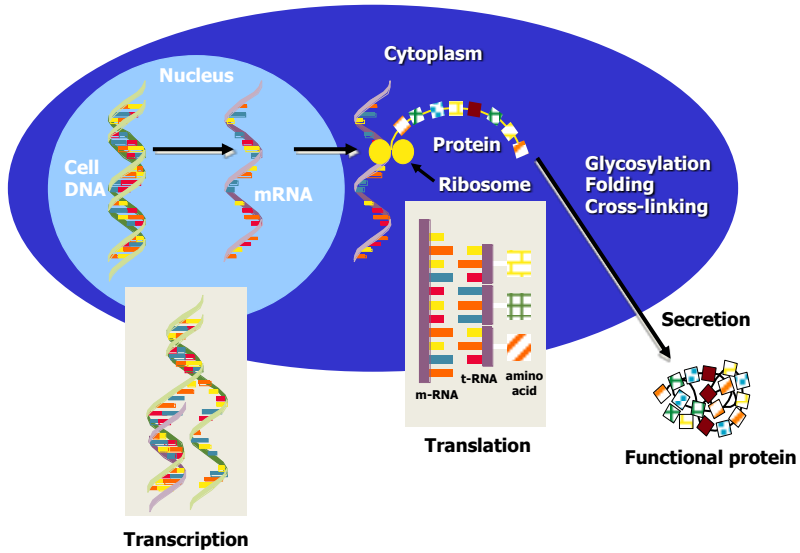 Nucleus
Cytoplasm
Cell
DNA
mRNA
Protein
Ribosome
Glycosylation
Folding
Cross-linking
Secretion
m-RNA
t-RNA
amino
acid
Translation
Functional protein
Transcription